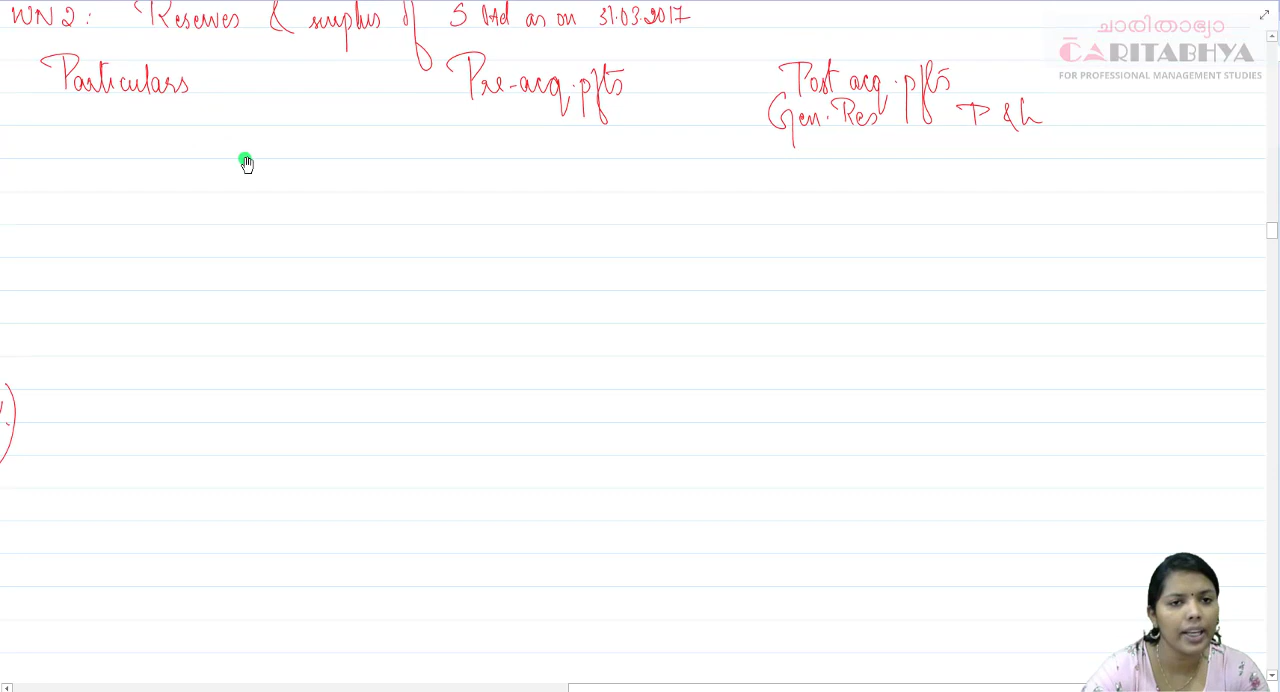 WN 2: Reserves & surplus of S Ltd as on 31.03.2017
Particulars Pre-acq. pfts Post acq. pfts
Gen. Res P & L
ചാരിതാഭ്യാ
CĀRITABHYA
FOR PROFESSIONAL MANAGEMENT STUDIES